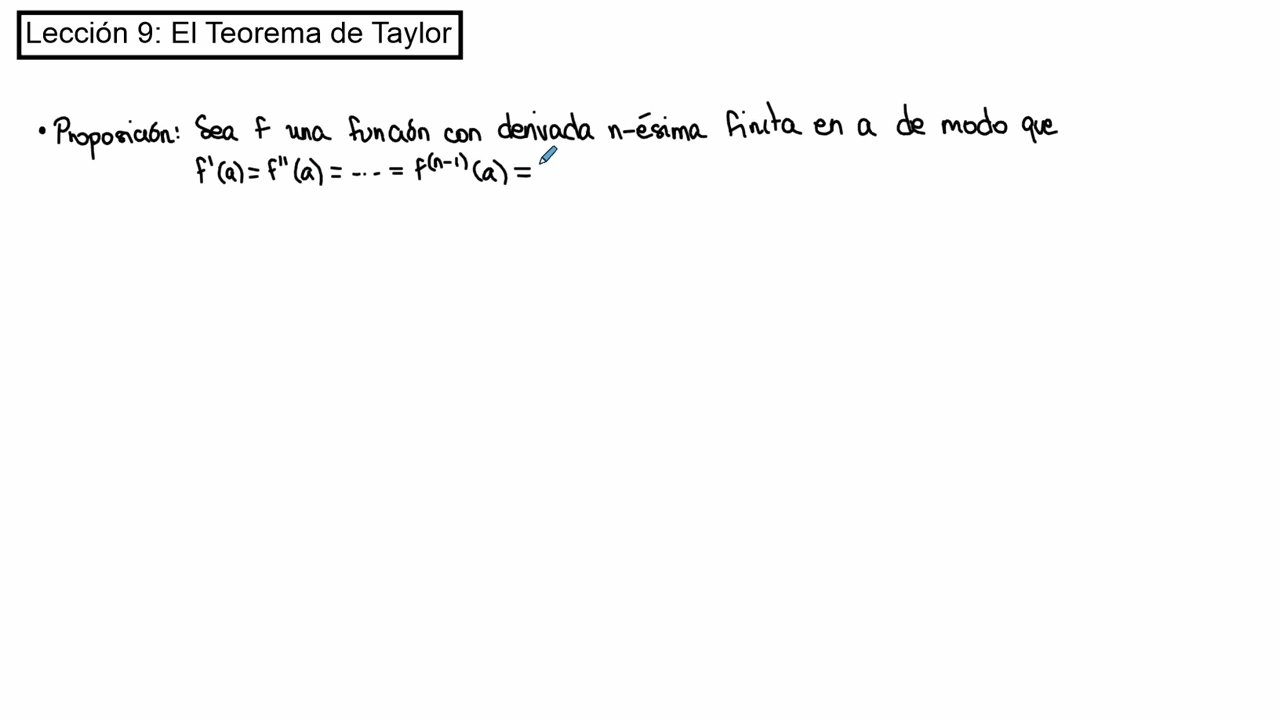 Lección 9: El Teorema de Taylor
• Proposición: Sea f una función con derivada n-ésima finita en a de modo que
f'(a) = f''(a) = ... = f^(n-1)(a) =